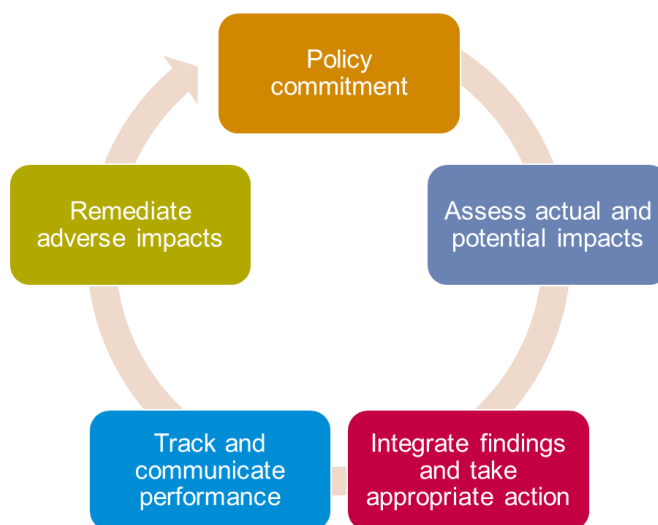 Policy
commitment
Assess actual and
potential impacts
Integrate findings
and take
appropriate action
Track and
communicate
performance
Remediate
adverse impacts